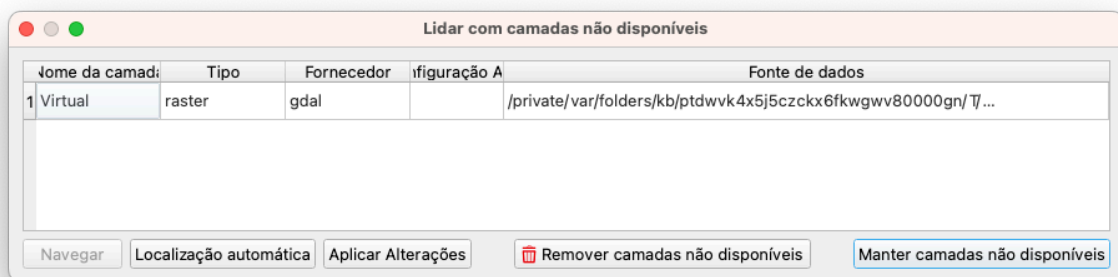 Lidar com camadas não disponíveis
Nome da camada Tipo Fornecedor nfiguração A Fonte de dados
1 Virtual raster gdal /private/var/folders/kb/ptdwvk4x5j5czckx6fkwgwv80000gn/T/...
Navegar Localização automática Aplicar Alterações Remover camadas não disponíveis Manter camadas não disponíveis